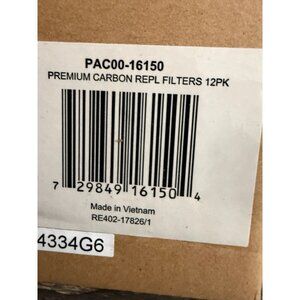 PAC00-16150
PREMIUM CARBON REPL FILTERS 12PK
7 29849 16150 4
Made in Vietnam
RE402-17826/1
4334G6